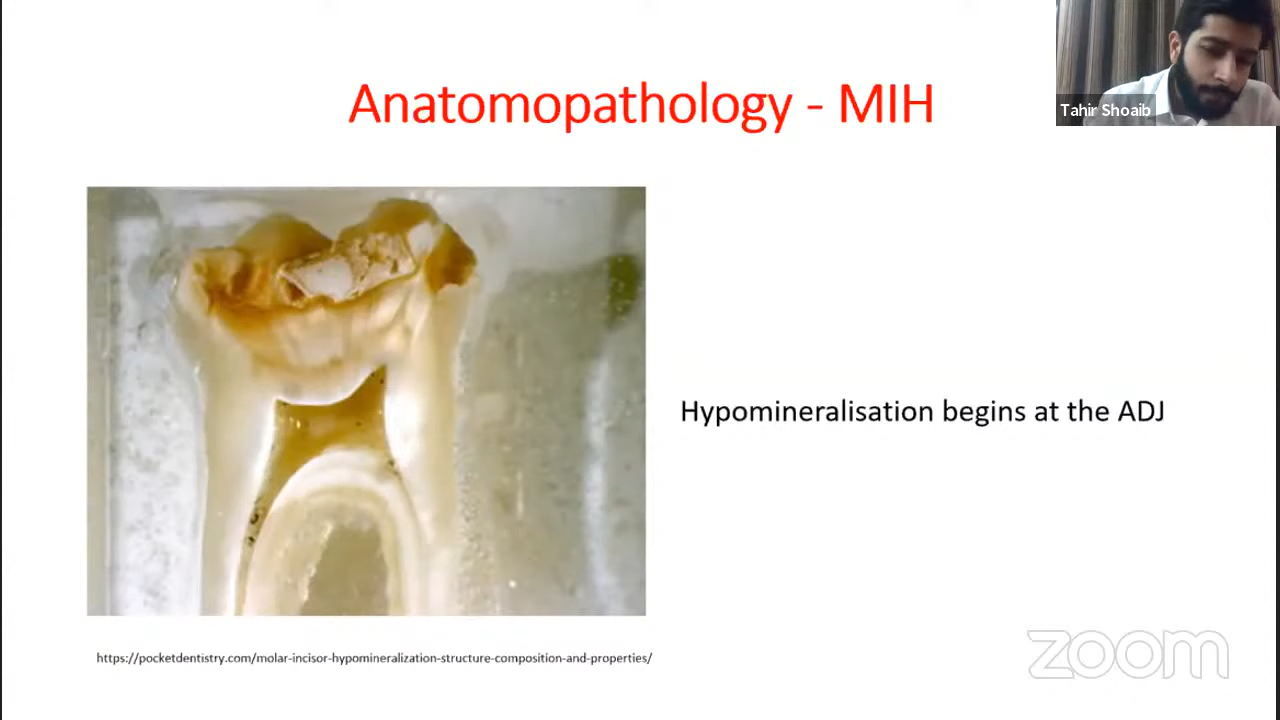 Anatomopathology - MIH
Tahir Shoaib
Hypomineralisation begins at the ADJ
https://pocketdentistry.com/molar-incisor-hypomineralization-structure-composition-and-properties/
zoom